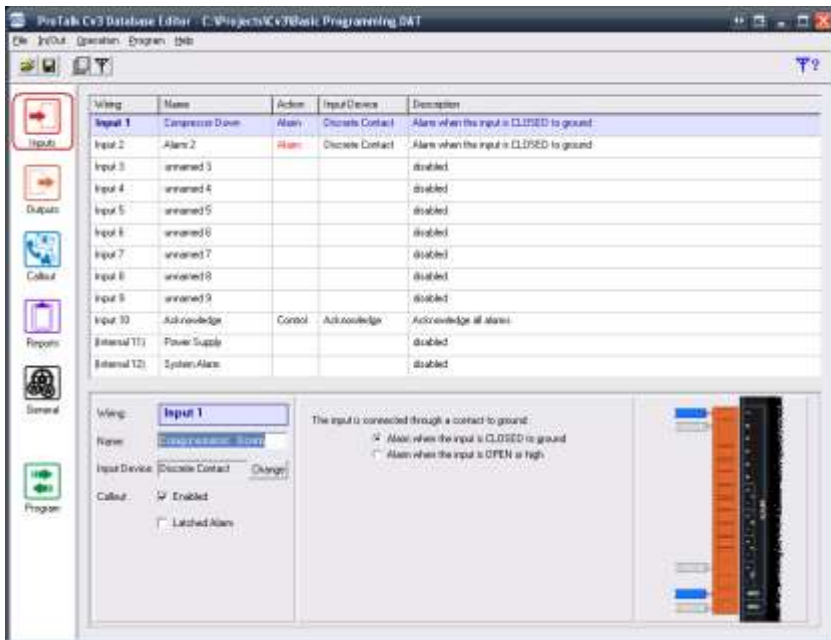 ProTalk Cv3 Database Editor - C:\Projects\Cv3\Basic Programming.DAT
File In/Out Operation Program Help
Wiring Name Action Input Device Description
Input 1 Compressor Down Alarm Discrete Contact Alarm when the input is CLOSED to ground
Input 2 Alarm 2 Alarm Discrete Contact Alarm when the input is CLOSED to ground
Input 3 unnamed 3 disabled
Input 4 unnamed 4 disabled
Input 5 unnamed 5 disabled
Input 6 unnamed 6 disabled
Input 7 unnamed 7 disabled
Input 8 unnamed 8 disabled
Input 9 unnamed 9 disabled
Input 10 Acknowledge Control Acknowledge Acknowledge all alarms
(Internal 11) Power Supply disabled
(Internal 12) System Alarm disabled
Inputs
Outputs
Callout
Reports
General
Program
Wiring: Input 1
Name: Compressor Down
Input Device: Discrete Contact Change
Callout: Enabled
Latched Alarm
The input is connected through a contact to ground
Alarm when the input is CLOSED to ground
Alarm when the input is OPEN or high